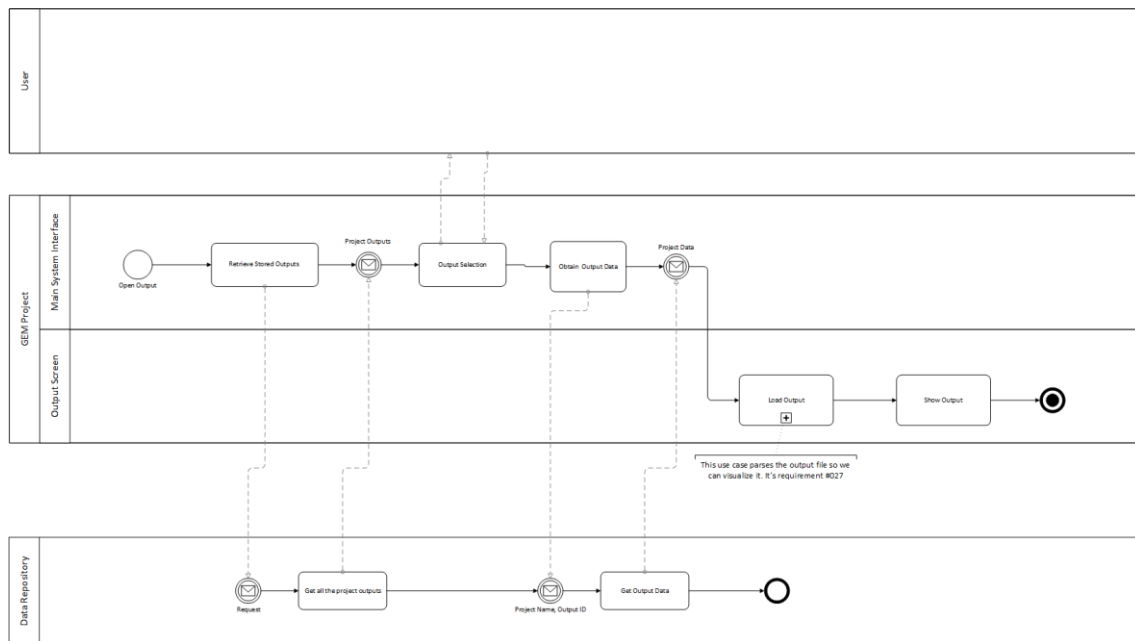 User
GEM Project
Main System Interface
Open Output
Retrieve Stored Outputs
Project Outputs
Output Selection
Obtain Output Data
Project Data
Output Screen
Load Output
Show Output
This use case parses the output file so we
can visualize it. It's requirement #027
Data Repository
Request
Get all the project outputs
Project Name, Output ID
Get Output Data